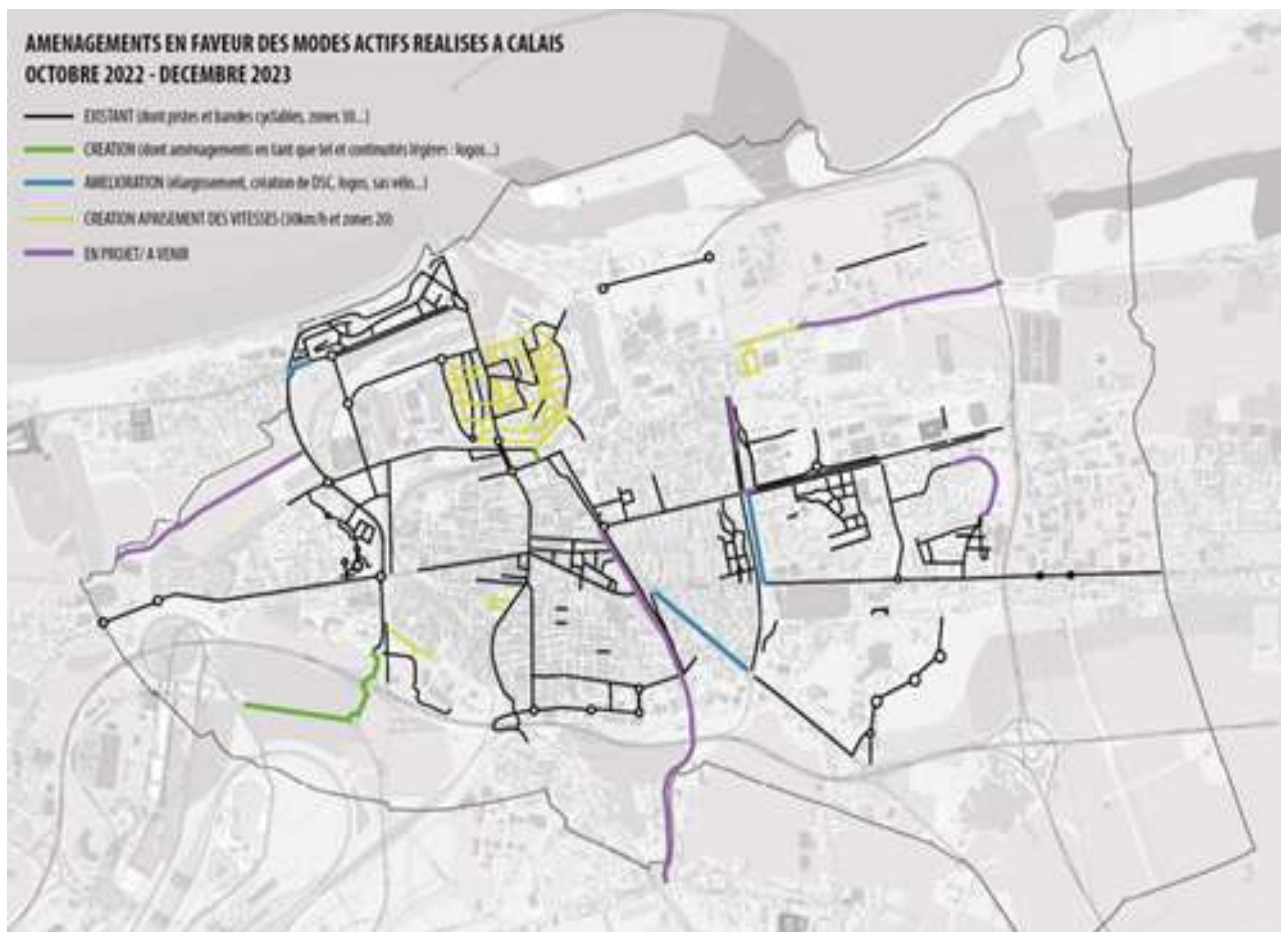 AMENAGEMENTS EN FAVEUR DES MODES ACTIFS REALISES A CALAIS
OCTOBRE 2022 - DECEMBRE 2023
EXISTANT (dont pistes et bandes cyclables, zones 30...)
CREATION (dont aménagements en tant que tel et continuités légères : logos...)
AMELIORATION (élargissement, création de DSC, logos, sas vélo...)
CREATION APAISEMENT DES VITESSES (30km/h et zones 20)
EN PROJET/ A VENIR